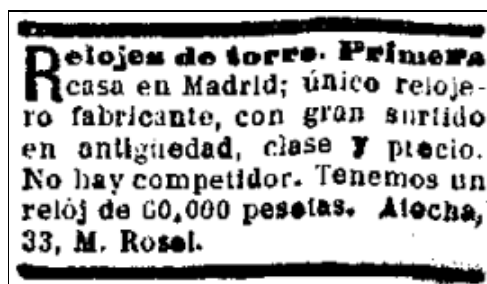 Relojes de torre. Primera
casa en Madrid; único reloje-
ro fabricante, con gran surtido
en antigüedad, clase y precio.
No hay competidor. Tenemos un
reloj de 60,000 pesetas. Atocha,
33, M. Rosel.